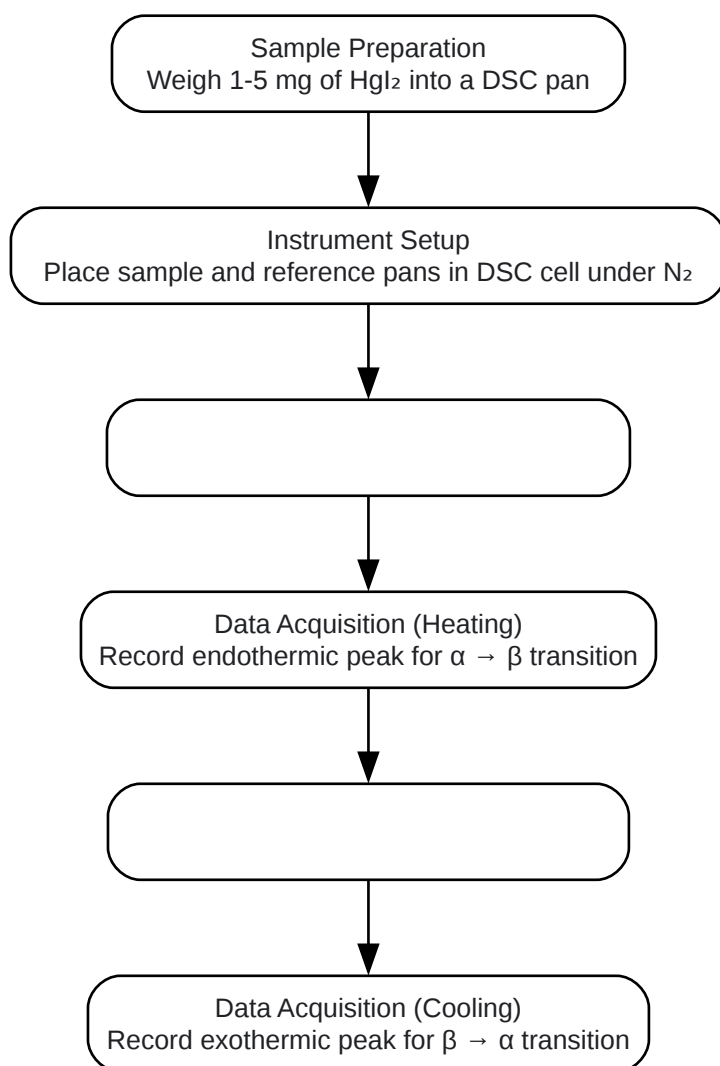 Sample Preparation
Weigh 1-5 mg of HgI₂ into a DSC pan
Instrument Setup
Place sample and reference pans in DSC cell under N₂
Data Acquisition (Heating)
Record endothermic peak for α → β transition
Data Acquisition (Cooling)
Record exothermic peak for β → α transition